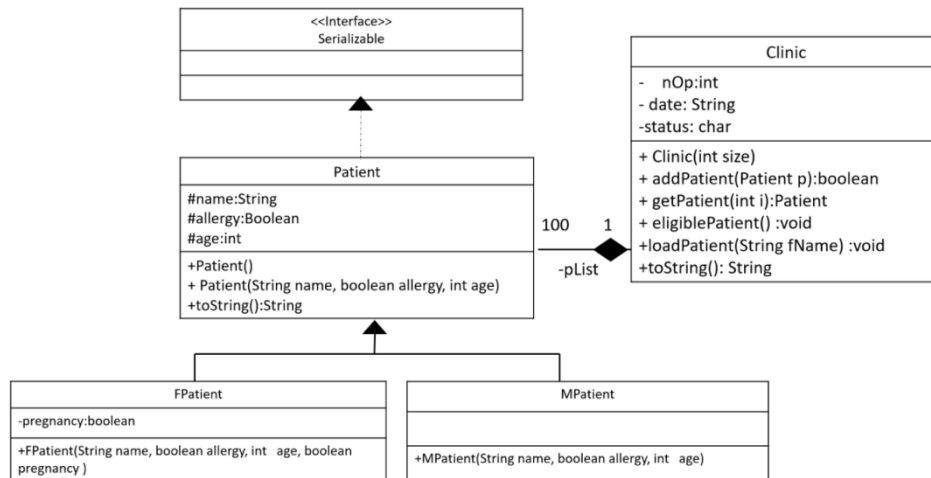 <<Interface>>
Serializable
Clinic
- nOp:int
- date: String
-status: char
+ Clinic(int size)
+ addPatient(Patient p):boolean
+ getPatient(int i):Patient
+ eligiblePatient() :void
+loadPatient(String fName) :void
+toString(): String
Patient
#name:String
#allergy:Boolean
#age:int
+Patient()
+ Patient(String name, boolean allergy, int age)
+toString():String
100 1
-pList
FPatient
-pregnancy:boolean
+FPatient(String name, boolean allergy, int age, boolean
pregnancy )
MPatient
+MPatient(String name, boolean allergy, int age)